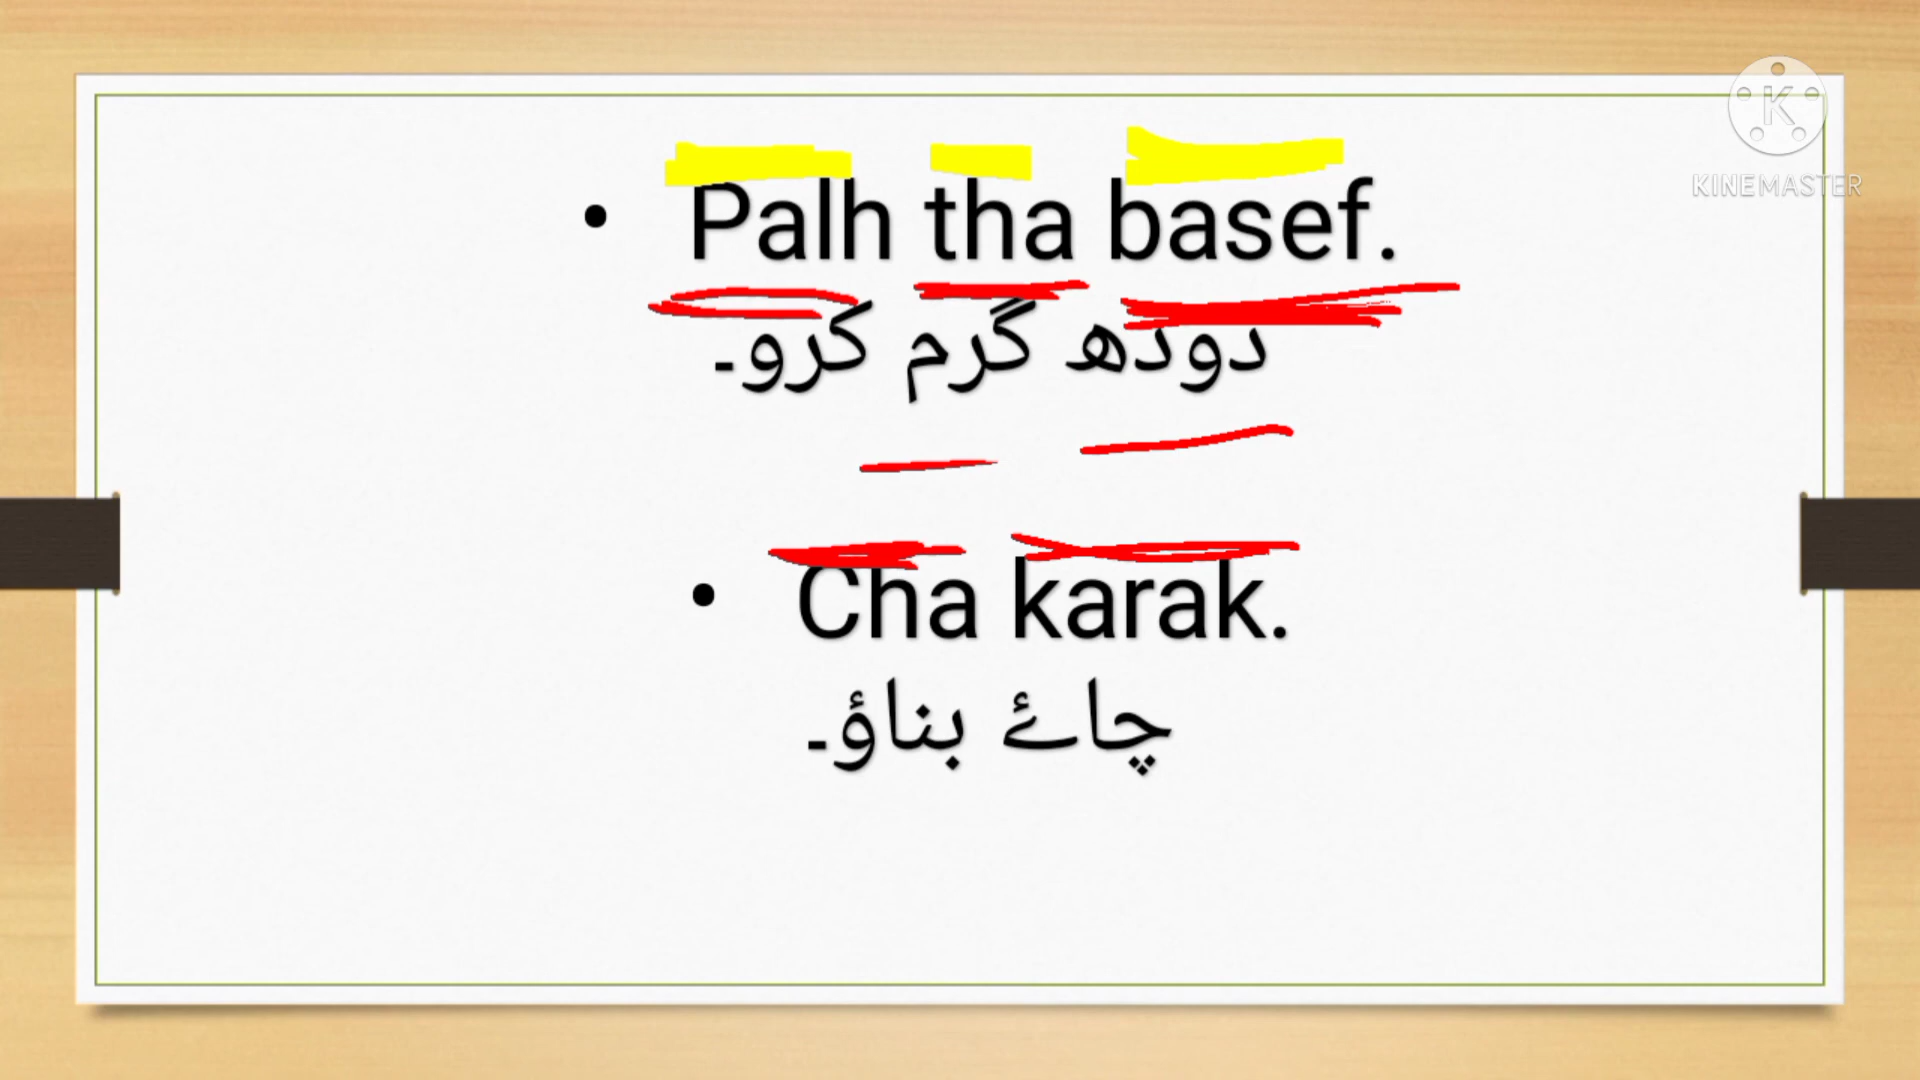 • Palh tha basef.
دودھ گرم کرو۔
• Cha karak.
چائے بناؤ۔
K
KINEMASTER